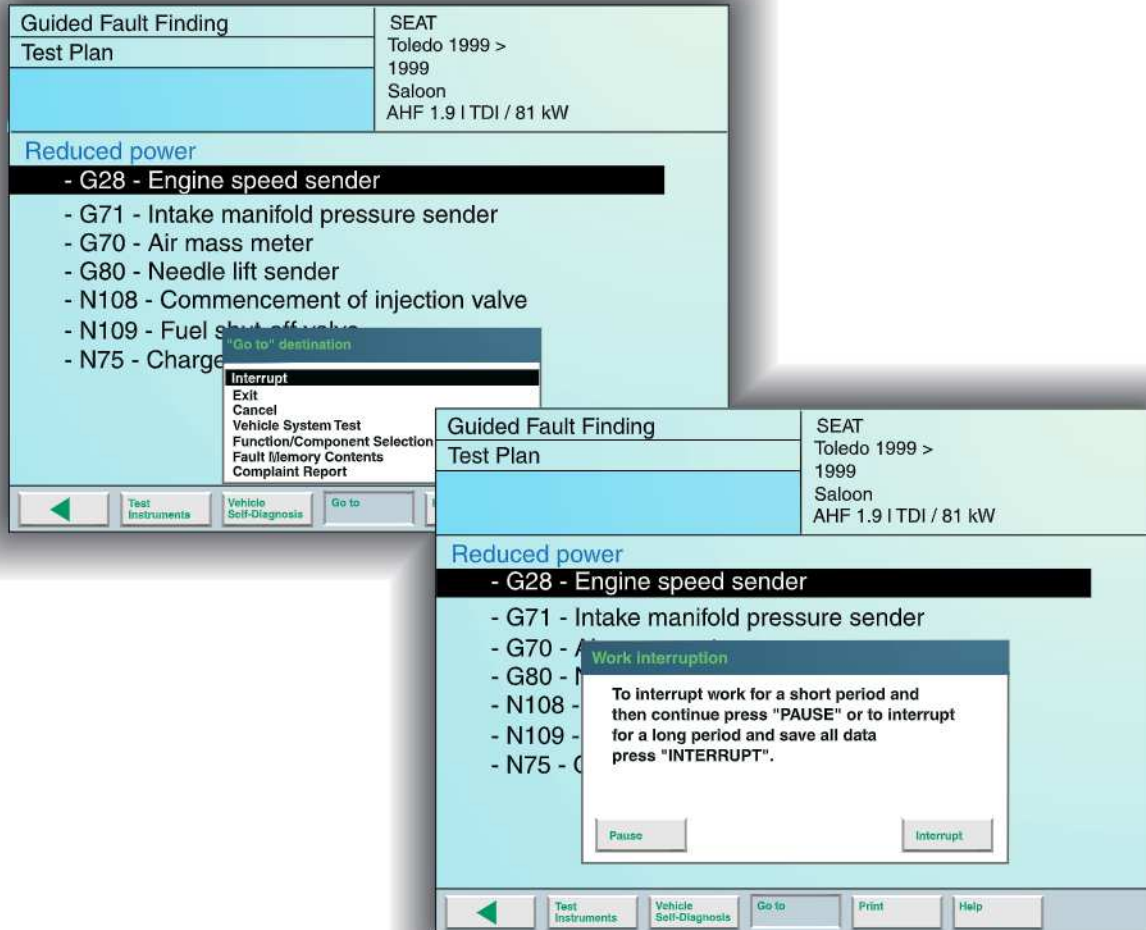 Guided Fault Finding
Test Plan
SEAT
Toledo 1999 >
1999
Saloon
AHF 1.9 l TDI / 81 kW
Reduced power
- G28 - Engine speed sender
- G71 - Intake manifold pressure sender
- G70 - Air mass meter
- G80 - Needle lift sender
- N108 - Commencement of injection valve
- N109 - Fuel shut-off valve
- N75 - Charge
"Go to" destination
Interrupt
Exit
Cancel
Vehicle System Test
Function/Component Selection
Fault Memory Contents
Complaint Report
Test Instruments
Vehicle Self-Diagnosis
Go to
Guided Fault Finding
Test Plan
SEAT
Toledo 1999 >
1999
Saloon
AHF 1.9 l TDI / 81 kW
Reduced power
- G28 - Engine speed sender
- G71 - Intake manifold pressure sender
- G70 -
- G80 -
- N108 -
- N109 -
- N75 -
Work interruption
To interrupt work for a short period and
then continue press "PAUSE" or to interrupt
for a long period and save all data
press "INTERRUPT".
Pause
Interrupt
Test Instruments
Vehicle Self-Diagnosis
Go to
Print
Help